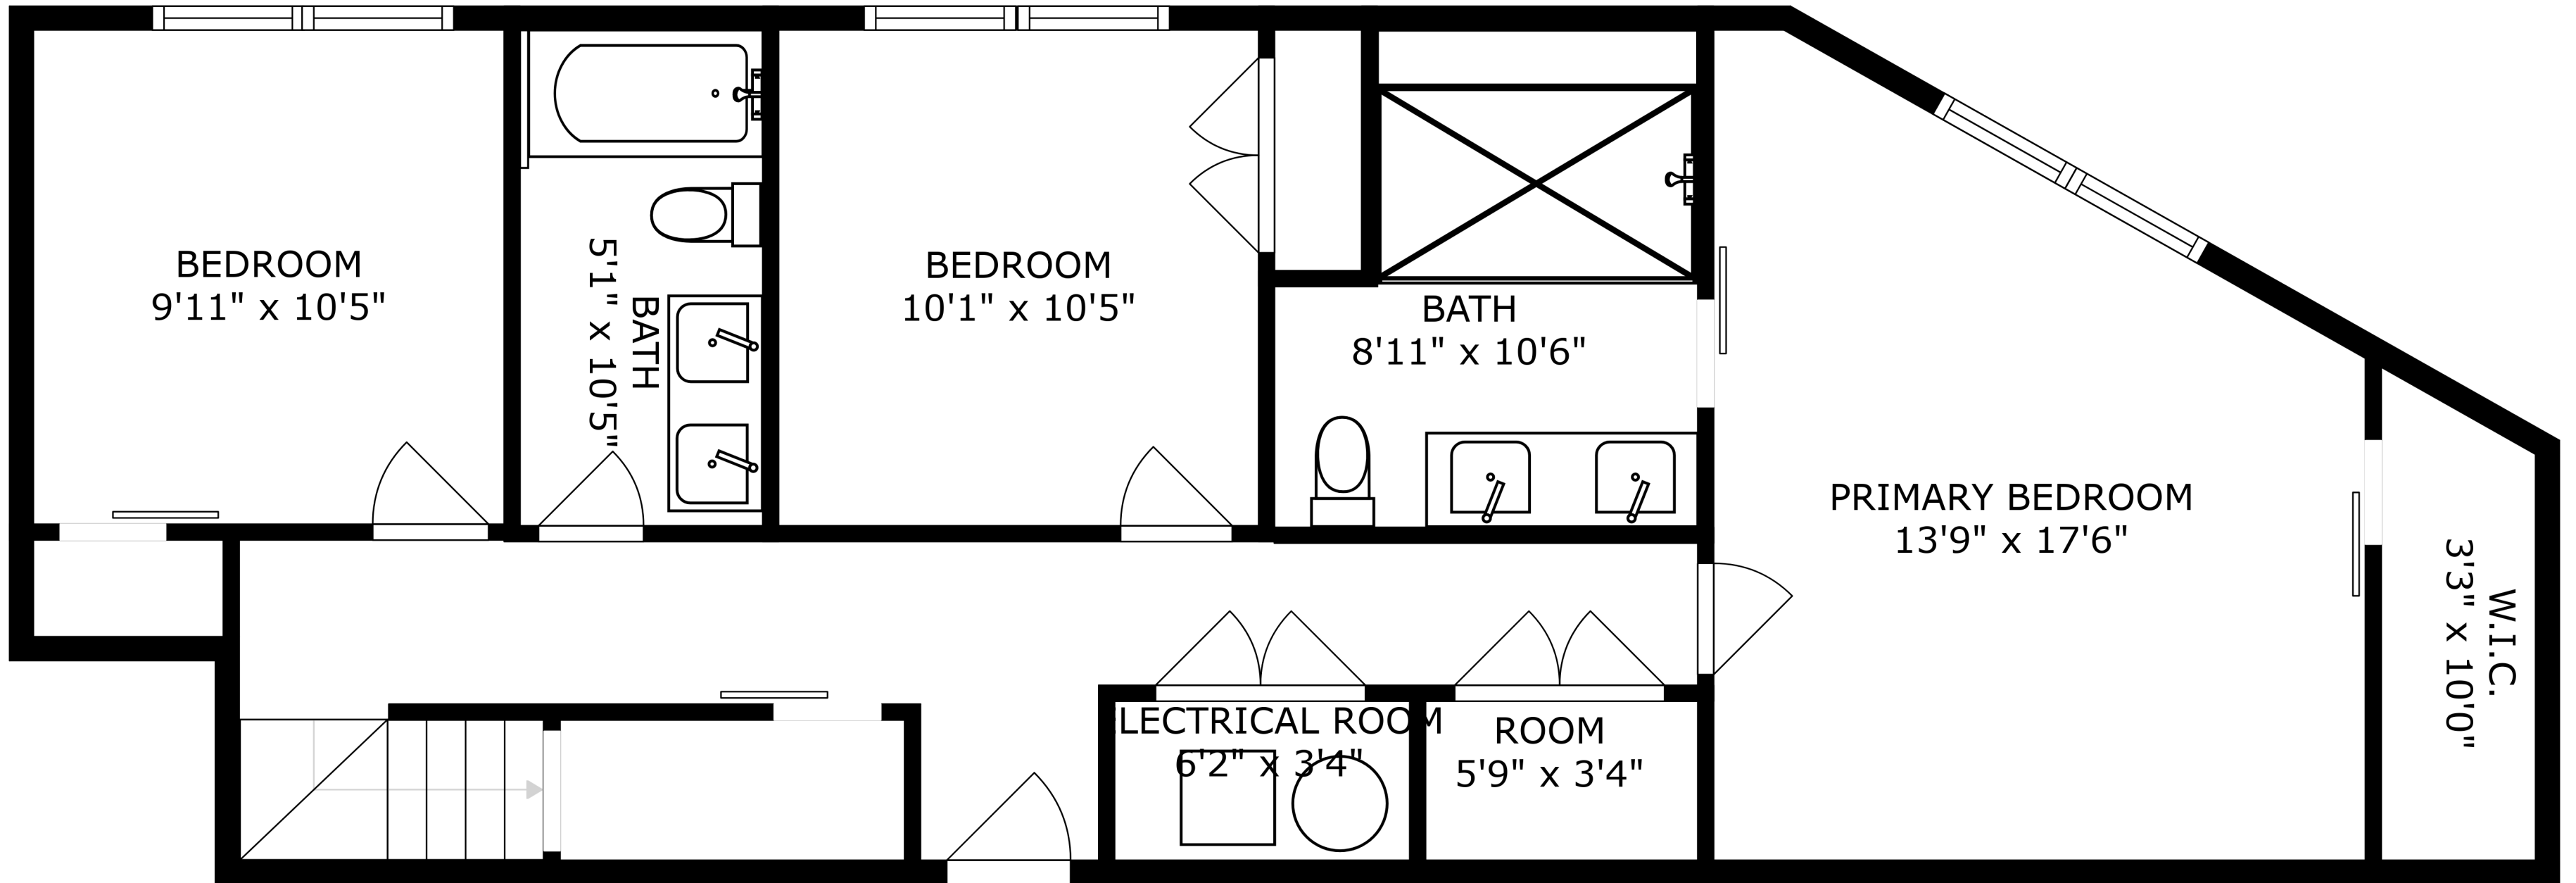 BEDROOM
9'11" x 10'5"
BATH
5'1" x 10'5"
BEDROOM
10'1" x 10'5"
BATH
8'11" x 10'6"
PRIMARY BEDROOM
13'9" x 17'6"
W.I.C.
3'3" x 10'0"
LECTRICAL ROOM
6'2" x 3'4"
ROOM
5'9" x 3'4"